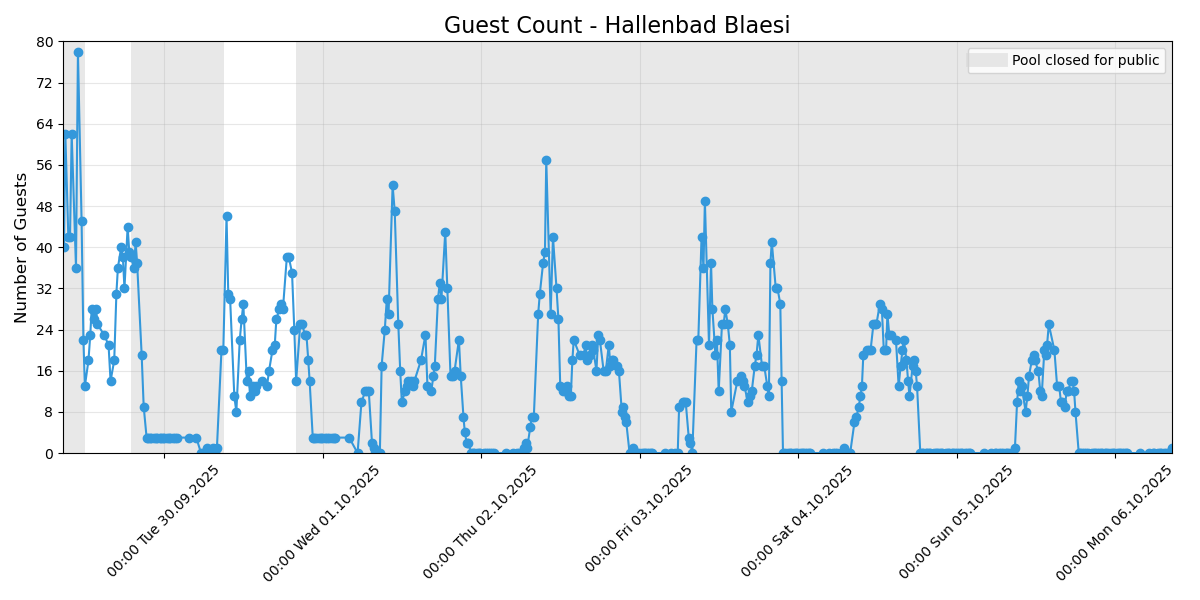 Guest Count - Hallenbad Blaesi
Pool closed for public
Number of Guests
80
72
64
56
48
40
32
24
16
8
0
00:00 Tue 30.09.2025
00:00 Wed 01.10.2025
00:00 Thu 02.10.2025
00:00 Fri 03.10.2025
00:00 Sat 04.10.2025
00:00 Sun 05.10.2025
00:00 Mon 06.10.2025